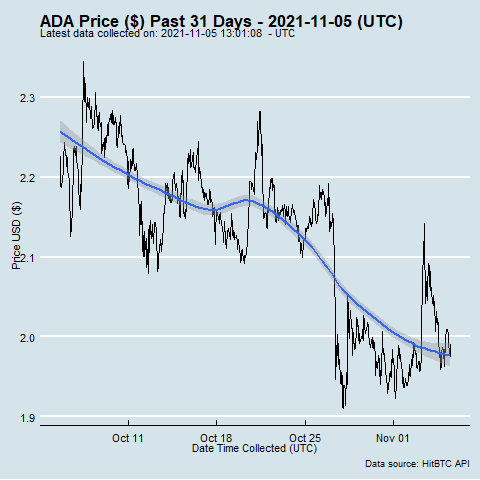 ADA Price ($) Past 31 Days - 2021-11-05 (UTC)
Latest data collected on: 2021-11-05 13:01:08  - UTC
2.3
2.2
2.1
2.0
1.9
Price USD ($)
Oct 11 Oct 18 Oct 25 Nov 01
Date Time Collected (UTC)
Data source: HitBTC API